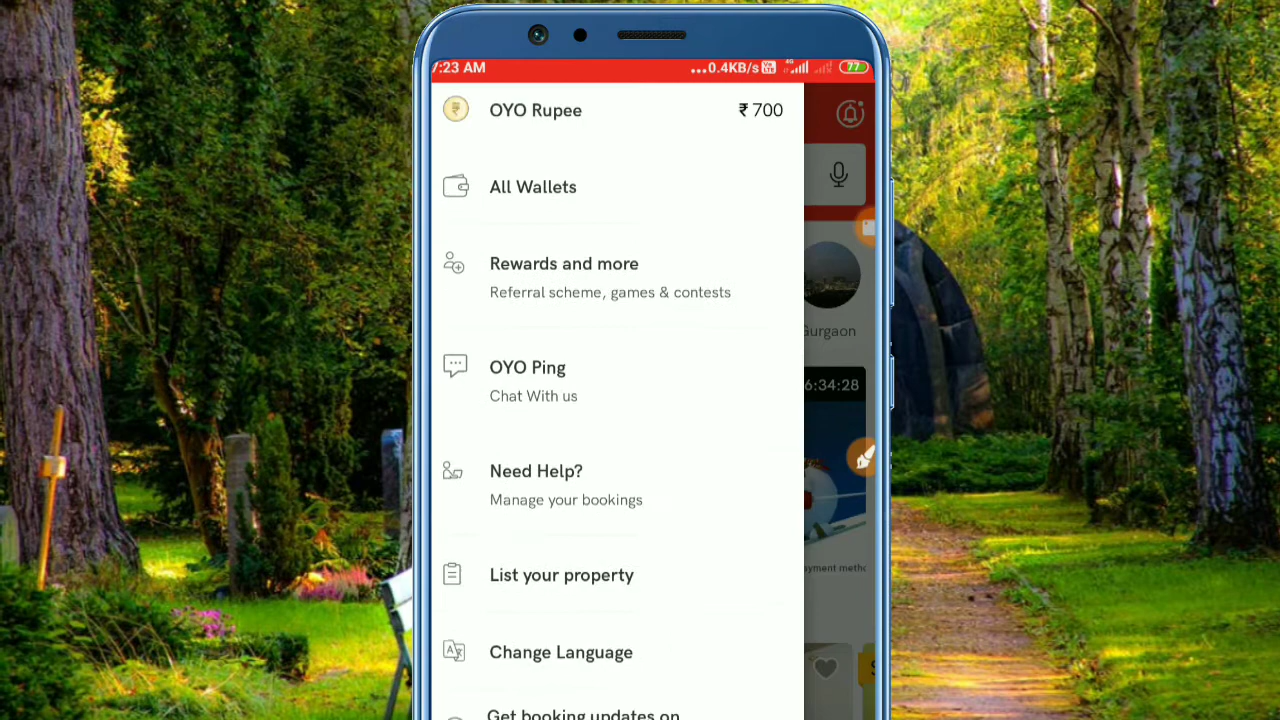 7:23 AM
...0.4KB/s
4G
77
OYO Rupee
₹ 700
All Wallets
Rewards and more
Referral scheme, games & contests
Gurgaon
6:34:28
OYO Ping
Chat With us
Need Help?
Manage your bookings
List your property
Change Language
Get booking updates on